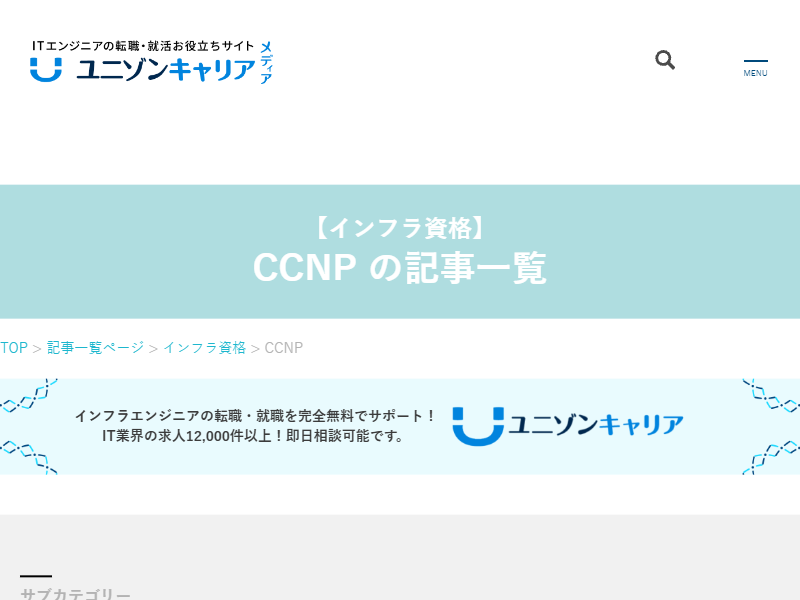 ITエンジニアの転職・就活お役立ちサイト
ユニゾンキャリア
メディア
MENU
【インフラ資格】
CCNP の記事一覧
TOP > 記事一覧ページ > インフラ資格 > CCNP
インフラエンジニアの転職・就職を完全無料でサポート！
IT業界の求人12,000件以上！即日相談可能です。
ユニゾンキャリア
サブカテゴリー